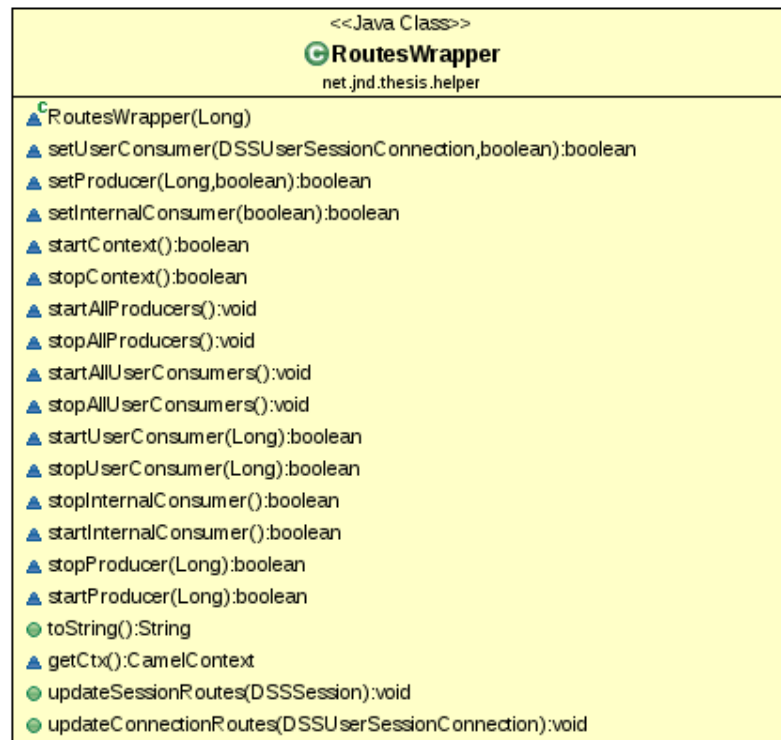 <<Java Class>>
C RoutesWrapper
net.jnd.thesis.helper
C RoutesWrapper(Long)
setUserConsumer(DSSUserSessionConnection,boolean):boolean
setProducer(Long,boolean):boolean
setInternalConsumer(boolean):boolean
startContext():boolean
stopContext():boolean
startAllProducers():void
stopAllProducers():void
startAllUserConsumers():void
stopAllUserConsumers():void
startUserConsumer(Long):boolean
stopUserConsumer(Long):boolean
stopInternalConsumer():boolean
startInternalConsumer():boolean
stopProducer(Long):boolean
startProducer(Long):boolean
toString():String
getCtx():CamelContext
updateSessionRoutes(DSSSession):void
updateConnectionRoutes(DSSUserSessionConnection):void